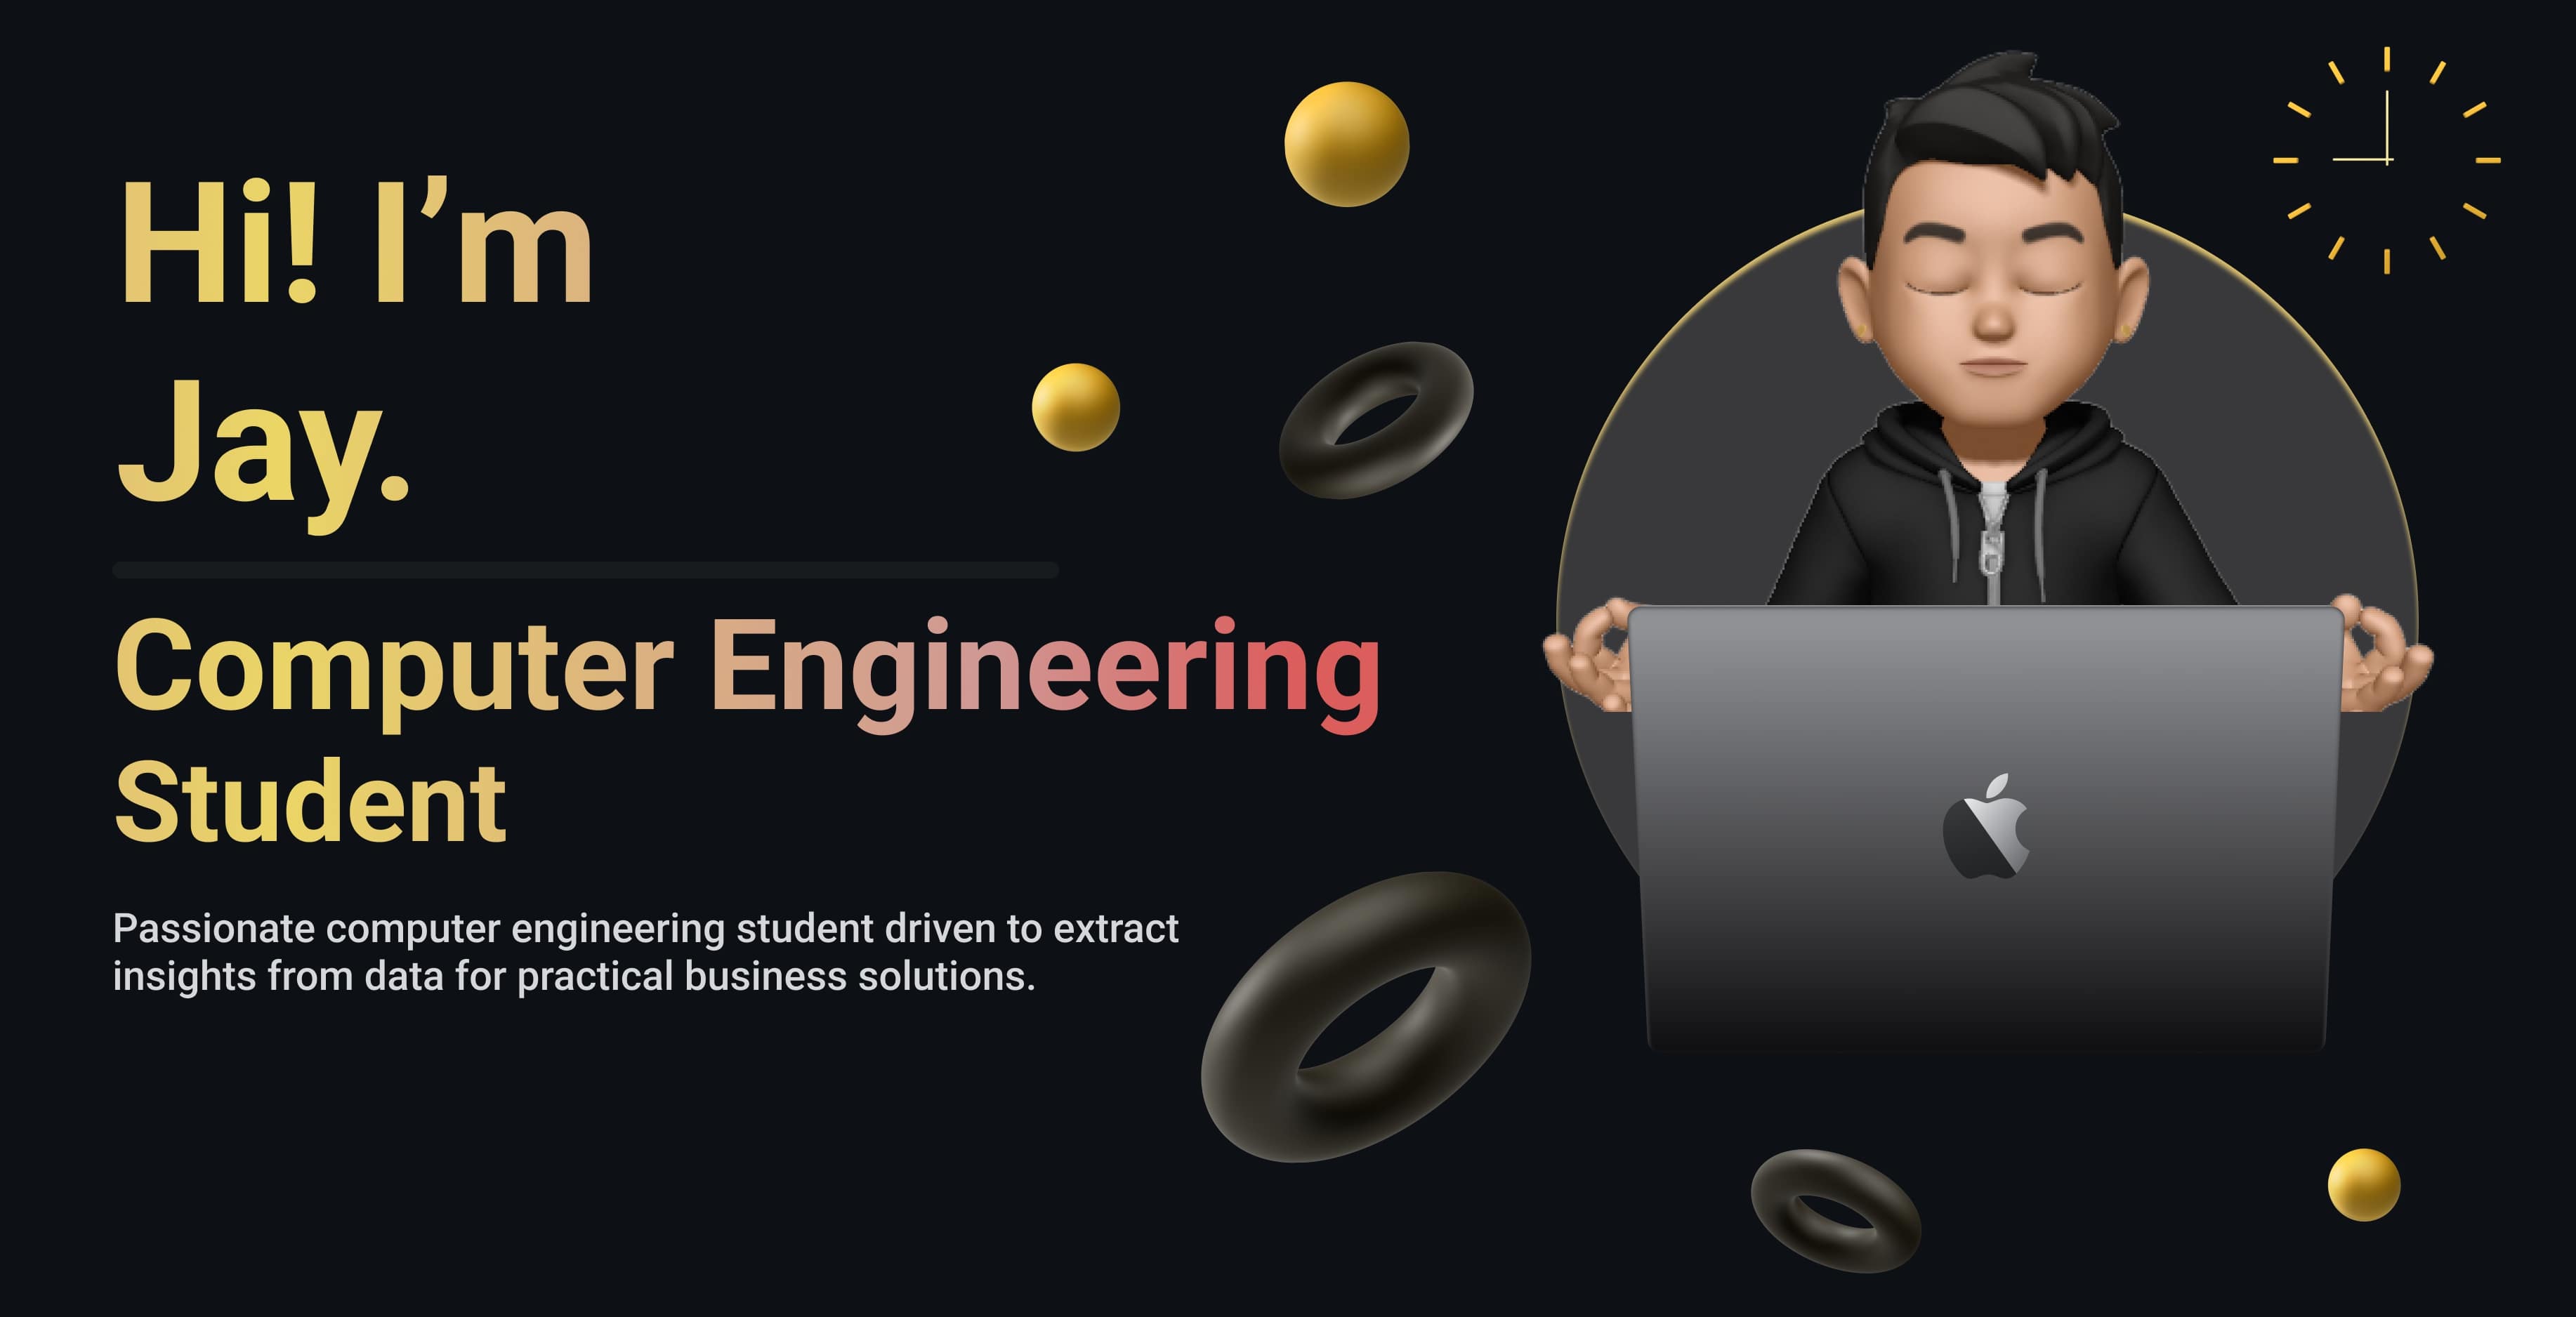 Hi! I’m
Jay.
Computer Engineering
Student
Passionate computer engineering student driven to extract
insights from data for practical business solutions.